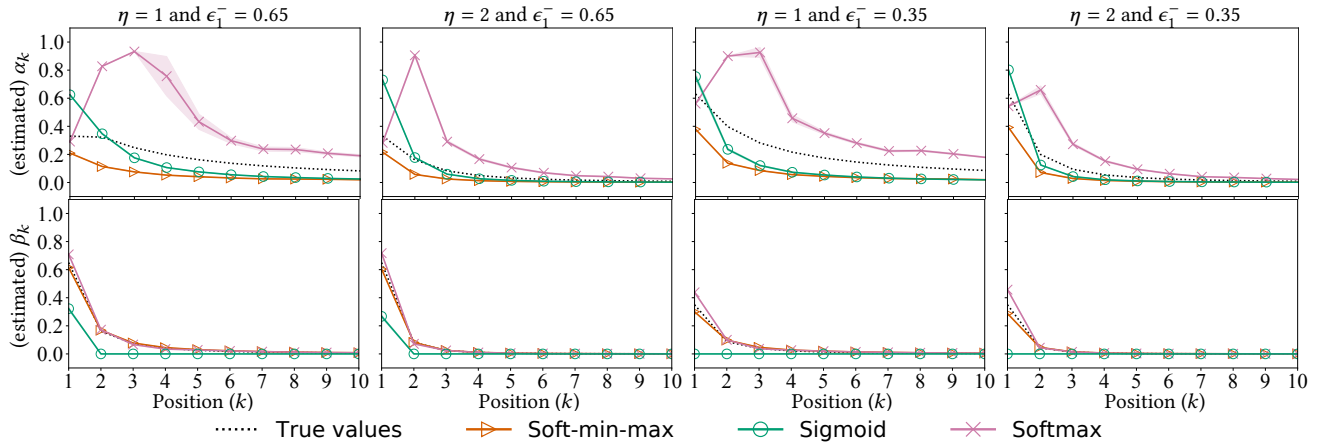 η = 1 and ϵ₁⁻ = 0.65
η = 2 and ϵ₁⁻ = 0.65
η = 1 and ϵ₁⁻ = 0.35
η = 2 and ϵ₁⁻ = 0.35
(estimated) αₖ
1.0
0.8
0.6
0.4
0.2
0.0
(estimated) βₖ
1.0
0.8
0.6
0.4
0.2
0.0
1 2 3 4 5 6 7 8 9 10
1 2 3 4 5 6 7 8 9 10
1 2 3 4 5 6 7 8 9 10
1 2 3 4 5 6 7 8 9 10
Position (k)
Position (k)
Position (k)
Position (k)
True values
Soft-min-max
Sigmoid
Softmax